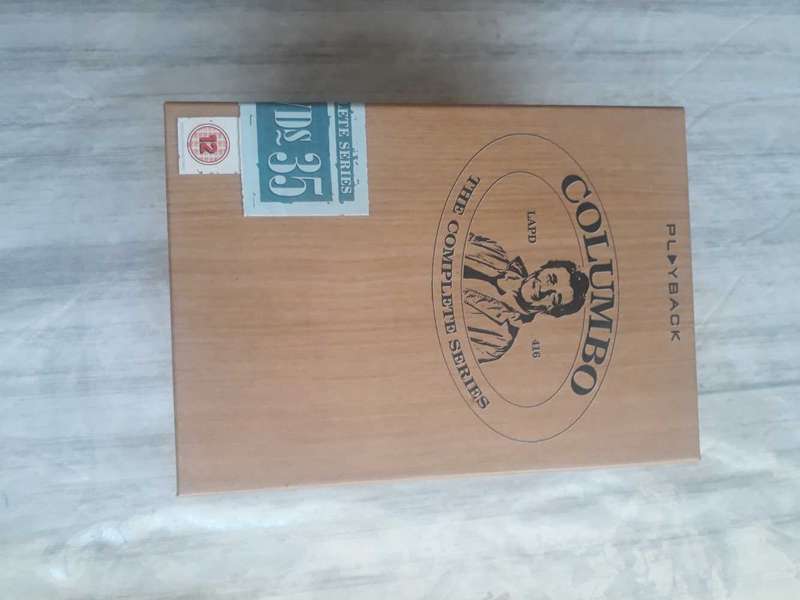 PLAYBACK
COLUMBO
LAPD 416
THE COMPLETE SERIES
ETE SERIES
VDs 35
12